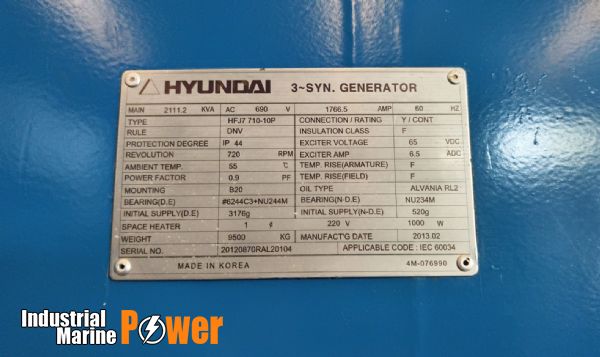 HYUNDAI 3~SYN. GENERATOR
MAIN 2111.2 KVA AC 690 V 1766.5 AMP 60 HZ
TYPE HFJ7 710-10P CONNECTION / RATING Y / CONT
RULE DNV INSULATION CLASS F
PROTECTION DEGREE IP 44 EXCITER VOLTAGE 65 VDC
REVOLUTION 720 RPM EXCITER AMP 6.5 ADC
AMBIENT TEMP 55 ℃ TEMP. RISE(ARMATURE) F
POWER FACTOR 0.9 PF TEMP. RISE(FIELD) F
MOUNTING B20 OIL TYPE ALVANIA RL2
BEARING(D.E) #6244C3+NU244M BEARING(N-D.E) NU234M
INITIAL SUPPLY(D.E) 3176g INITIAL SUPPLY(N-D.E) 520g
SPACE HEATER 1 ¢ 220 V 1000 W
WEIGHT 9500 KG MANUFACT'G DATE 2013.02
SERIAL NO. 20120870RAL20104 APPLICABLE CODE : IEC 60034
MADE IN KOREA 4M-076990
Industrial
Marine Power